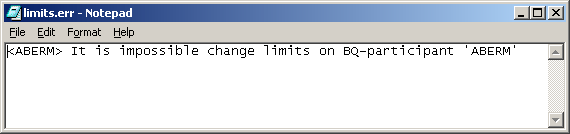 limits.err - Notepad
File Edit Format Help
<ABERM> It is impossible change limits on BQ-participant 'ABERM'